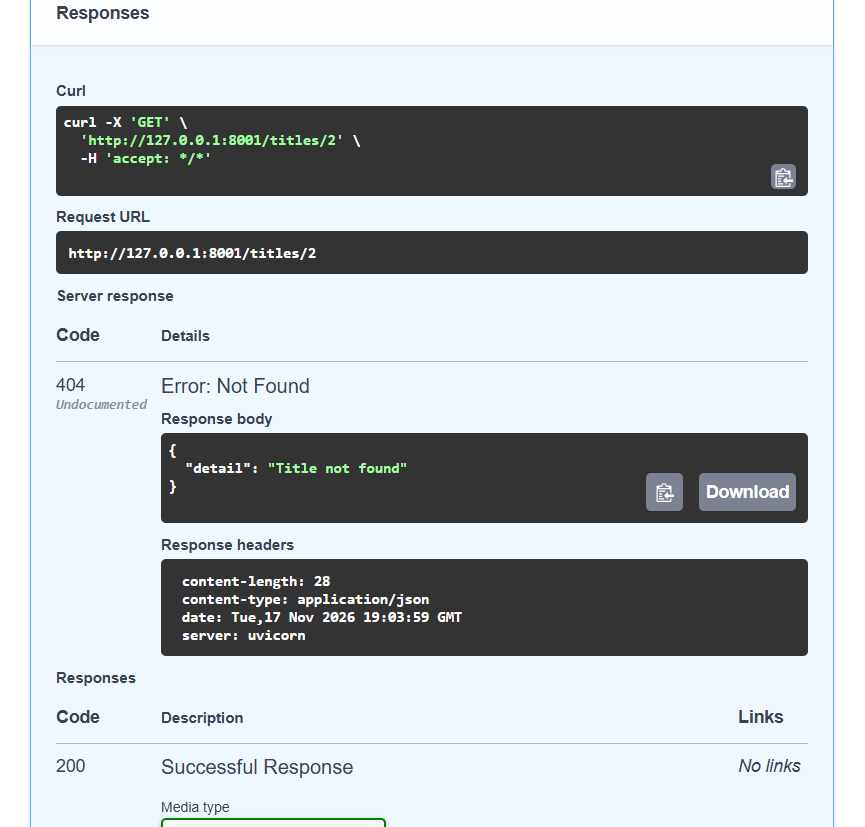 Responses
Curl
curl -X 'GET' \
'http://127.0.0.1:8001/titles/2' \
-H 'accept: */*'
Request URL
http://127.0.0.1:8001/titles/2
Server response
Code Details
404 Error: Not Found
Undocumented
Response body
{
"detail": "Title not found"
}
Download
Response headers
content-length: 28
content-type: application/json
date: Tue,17 Nov 2026 19:03:59 GMT
server: uvicorn
Responses
Code Description Links
200 Successful Response No links
Media type